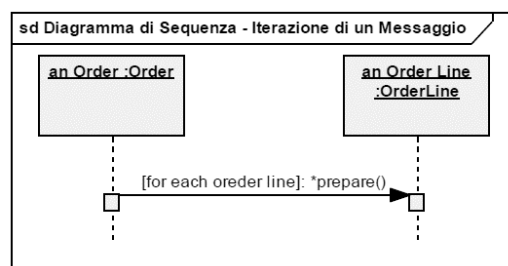 sd Diagramma di Sequenza - Iterazione di un Messaggio
an Order :Order
an Order Line
:OrderLine
[for each oreder line]: *prepare()